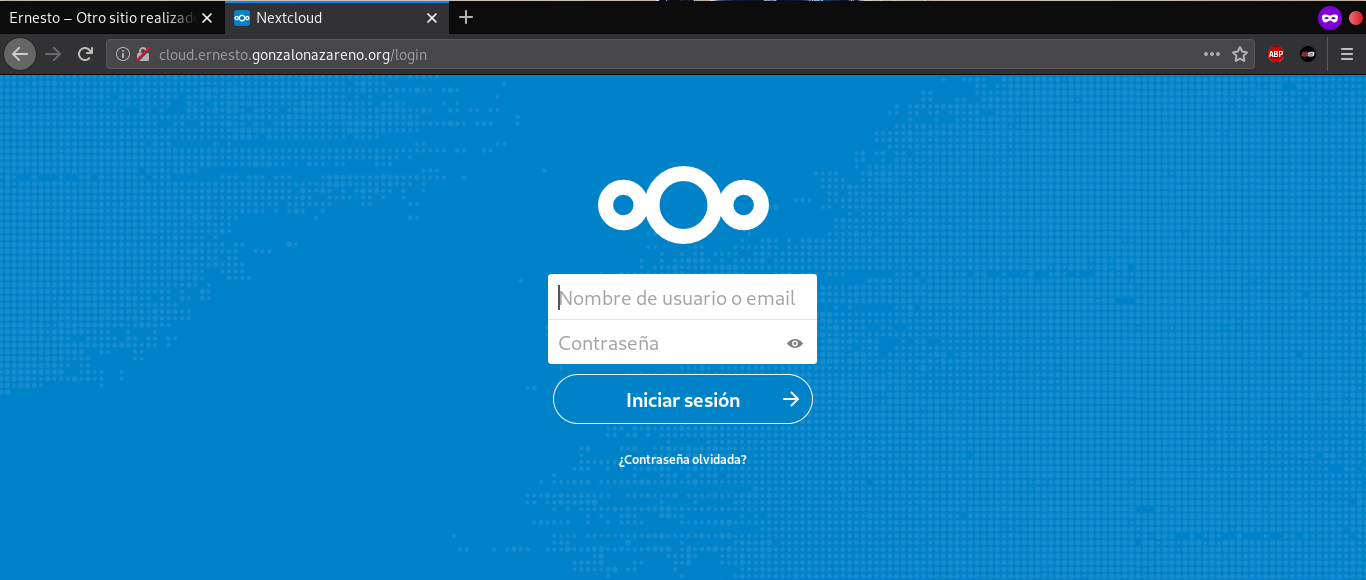 Ernesto – Otro sitio realizad
Nextcloud
cloud.ernesto.gonzalonazareno.org/login
ABP
Nombre de usuario o email
Contraseña
Iniciar sesión
¿Contraseña olvidada?